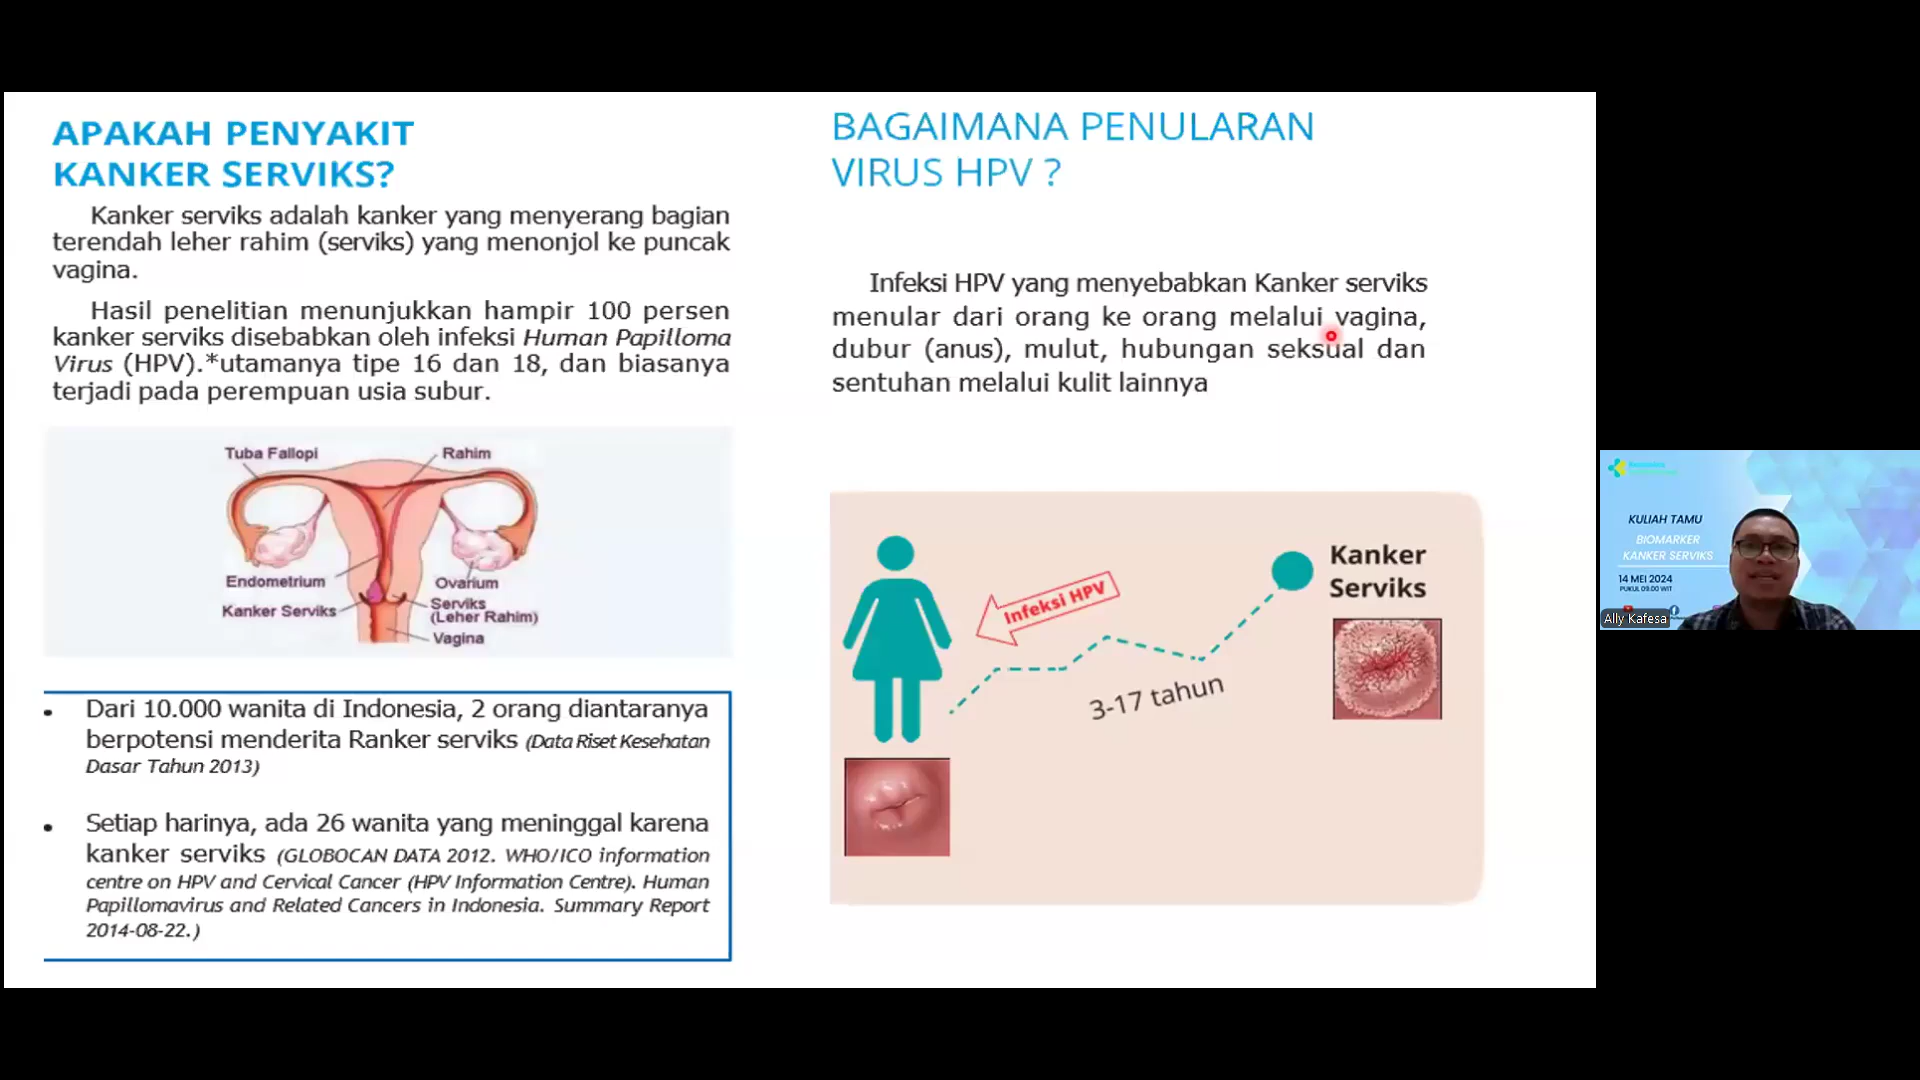 APAKAH PENYAKIT
KANKER SERVIKS?
Kanker serviks adalah kanker yang menyerang bagian
terendah leher rahim (serviks) yang menonjol ke puncak
vagina.
Hasil penelitian menunjukkan hampir 100 persen
kanker serviks disebabkan oleh infeksi Human Papilloma
Virus (HPV).*utamanya tipe 16 dan 18, dan biasanya
terjadi pada perempuan usia subur.
Tuba Fallopi
Rahim
Endometrium
Ovarium
Kanker Serviks
Serviks
(Leher Rahim)
Vagina
• Dari 10.000 wanita di Indonesia, 2 orang diantaranya
berpotensi menderita Ranker serviks (Data Riset Kesehatan
Dasar Tahun 2013)
• Setiap harinya, ada 26 wanita yang meninggal karena
kanker serviks (GLOBOCAN DATA 2012. WHO/ICO information
centre on HPV and Cervical Cancer (HPV Information Centre). Human
Papillomavirus and Related Cancers in Indonesia. Summary Report
2014-08-22.)
BAGAIMANA PENULARAN
VIRUS HPV ?
Infeksi HPV yang menyebabkan Kanker serviks
menular dari orang ke orang melalui vagina,
dubur (anus), mulut, hubungan seksual dan
sentuhan melalui kulit lainnya
Infeksi HPV
3-17 tahun
Kanker
Serviks
KULIAH TAMU
BIOMARKER
KANKER SERVIKS
14 MEI 2024
PUKUL 09.00 WIT
Ally Kafesa